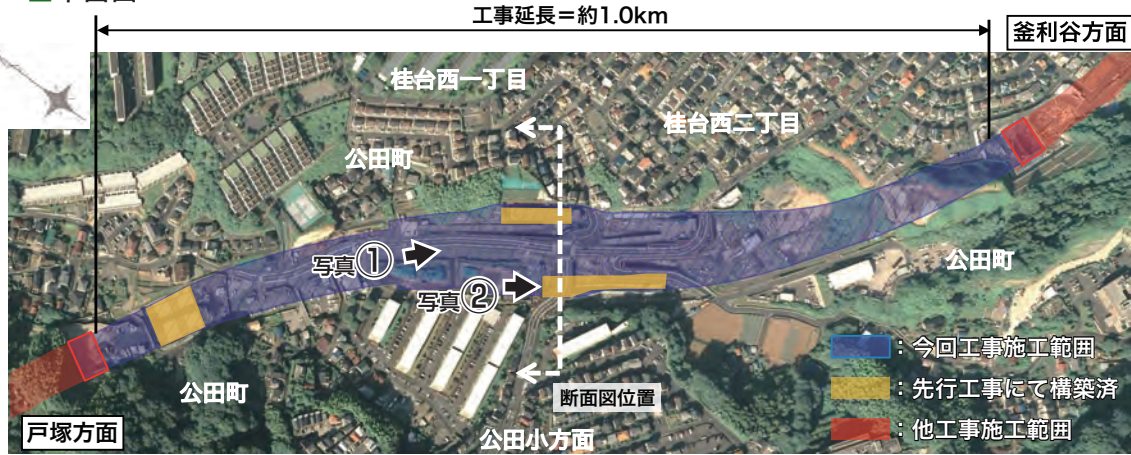 工事延長=約1.0km
釜利谷方面
桂台西一丁目
桂台西二丁目
公田町
写真①
写真②
公田町
公田町
断面図位置
戸塚方面
公田小方面
:今回工事施工範囲
:先行工事にて構築済
:他工事施工範囲